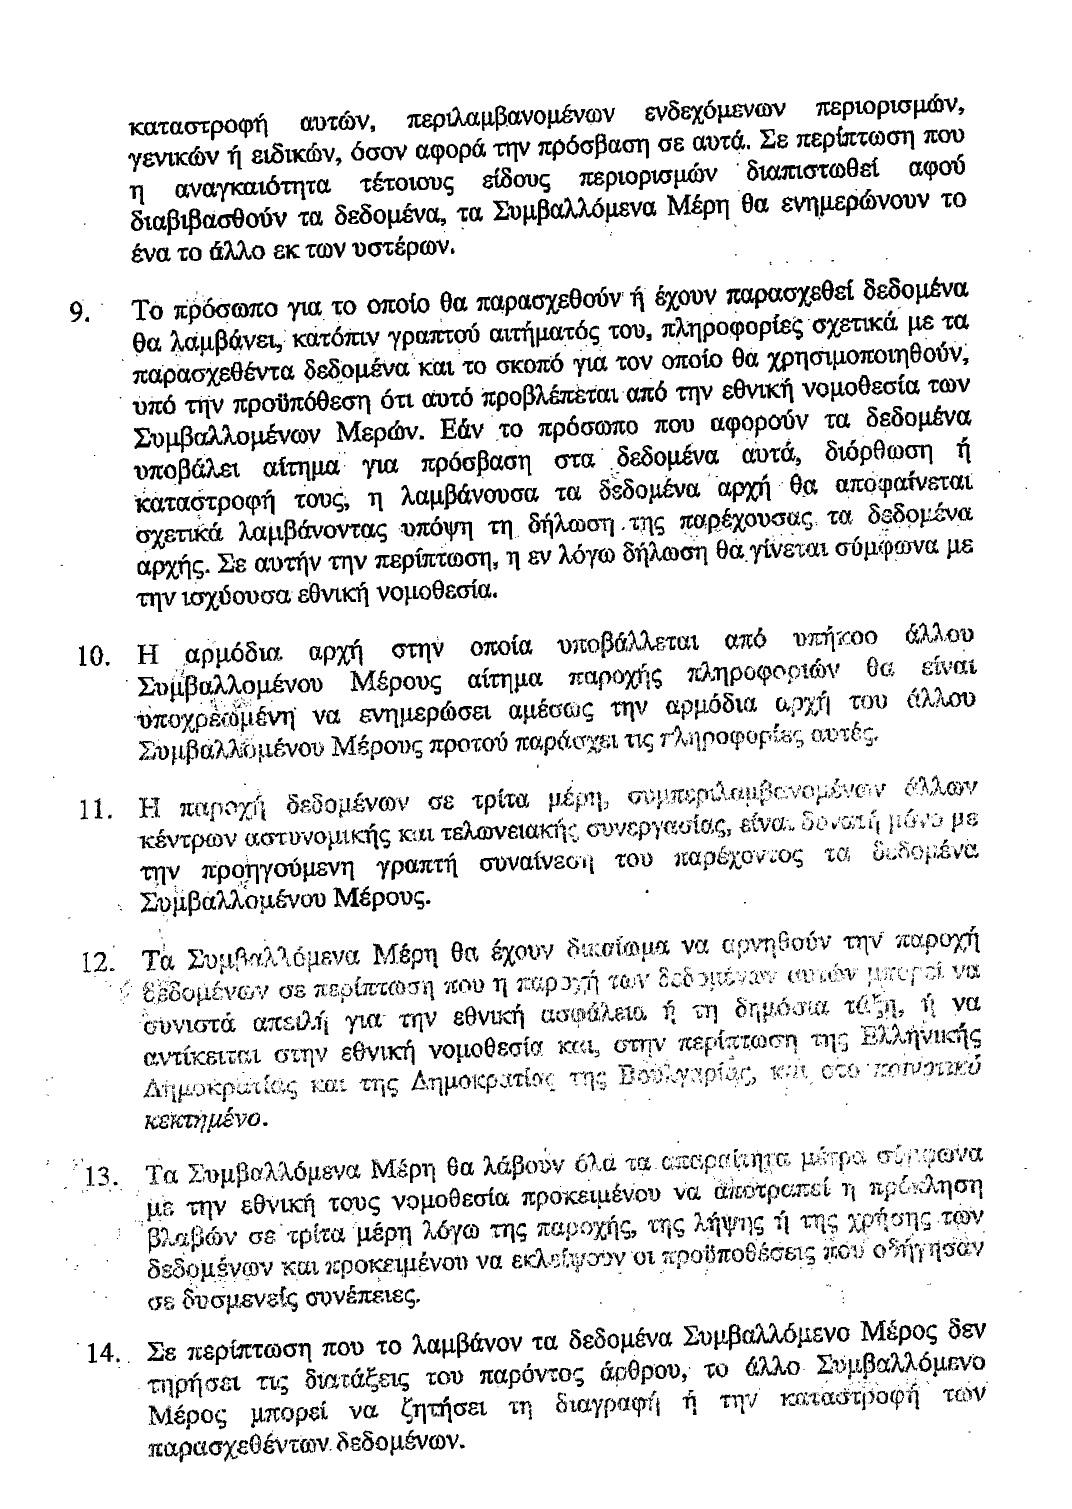 καταστροφή αυτών, περιλαμβανομένων ενδεχόμενων περιορισμών,
γενικών ή ειδικών, όσον αφορά την πρόσβαση σε αυτά. Σε περίπτωση που
η αναγκαιότητα τέτοιους είδους περιορισμών διαπιστωθεί αφού
διαβιβασθούν τα δεδομένα, τα Συμβαλλόμενα Μέρη θα ενημερώνουν το
ένα το άλλο εκ των υστέρων.
9. Το πρόσωπο για το οποίο θα παρασχεθούν ή έχουν παρασχεθεί δεδομένα
θα λαμβάνει, κατόπιν γραπτού αιτήματός του, πληροφορίες σχετικά με τα
παρασχεθέντα δεδομένα και το σκοπό για τον οποίο θα χρησιμοποιηθούν,
υπό την προϋπόθεση ότι αυτό προβλέπεται από την εθνική νομοθεσία των
Συμβαλλομένων Μερών. Εάν το πρόσωπο που αφορούν τα δεδομένα
υποβάλει αίτημα για πρόσβαση στα δεδομένα αυτά, διόρθωση ή
καταστροφή τους, η λαμβάνουσα τα δεδομένα αρχή θα αποφαίνεται
σχετικά λαμβάνοντας υπόψη τη δήλωση της παρέχουσας τα δεδομένα
αρχής. Σε αυτήν την περίπτωση, η εν λόγω δήλωση θα γίνεται σύμφωνα με
την ισχύουσα εθνική νομοθεσία.
10. Η αρμόδια αρχή στην οποία υποβάλλεται από υπήκοο άλλου
Συμβαλλομένου Μέρους αίτημα παροχής πληροφοριών θα είναι
υποχρεωμένη να ενημερώσει αμέσως την αρμόδια αρχή του άλλου
Συμβαλλομένου Μέρους προτού παράσχει τις πληροφορίες αυτές.
11. Η παροχή δεδομένων σε τρίτα μέρη, συμπεριλαμβανομένων άλλων
κέντρων αστυνομικής και τελωνειακής συνεργασίας, είναι δυνατή μόνο με
την προηγούμενη γραπτή συναίνεση του παρέχοντος τα δεδομένα
Συμβαλλομένου Μέρους.
12. Τα Συμβαλλόμενα Μέρη θα έχουν δικαίωμα να αρνηθούν την παροχή
δεδομένων σε περίπτωση που η παροχή των δεδομένων αυτών μπορεί να
συνιστά απειλή για την εθνική ασφάλεια ή τη δημόσια τάξη, ή να
αντίκειται στην εθνική νομοθεσία και, στην περίπτωση της Ελληνικής
Δημοκρατίας και της Δημοκρατίας της Βουλγαρίας, και στο κοινοτικό
κεκτημένο.
13. Τα Συμβαλλόμενα Μέρη θα λάβουν όλα τα απαραίτητα μέτρα σύμφωνα
με την εθνική τους νομοθεσία προκειμένου να αποτραπεί η πρόκληση
βλαβών σε τρίτα μέρη λόγω της παροχής, της λήψης ή της χρήσης των
δεδομένων και προκειμένου να εκλείψουν οι προϋποθέσεις που οδήγησαν
σε δυσμενείς συνέπειες.
14. Σε περίπτωση που το λαμβάνον τα δεδομένα Συμβαλλόμενο Μέρος δεν
τηρήσει τις διατάξεις του παρόντος άρθρου, το άλλο Συμβαλλόμενο
Μέρος μπορεί να ζητήσει τη διαγραφή ή την καταστροφή των
παρασχεθέντων δεδομένων.